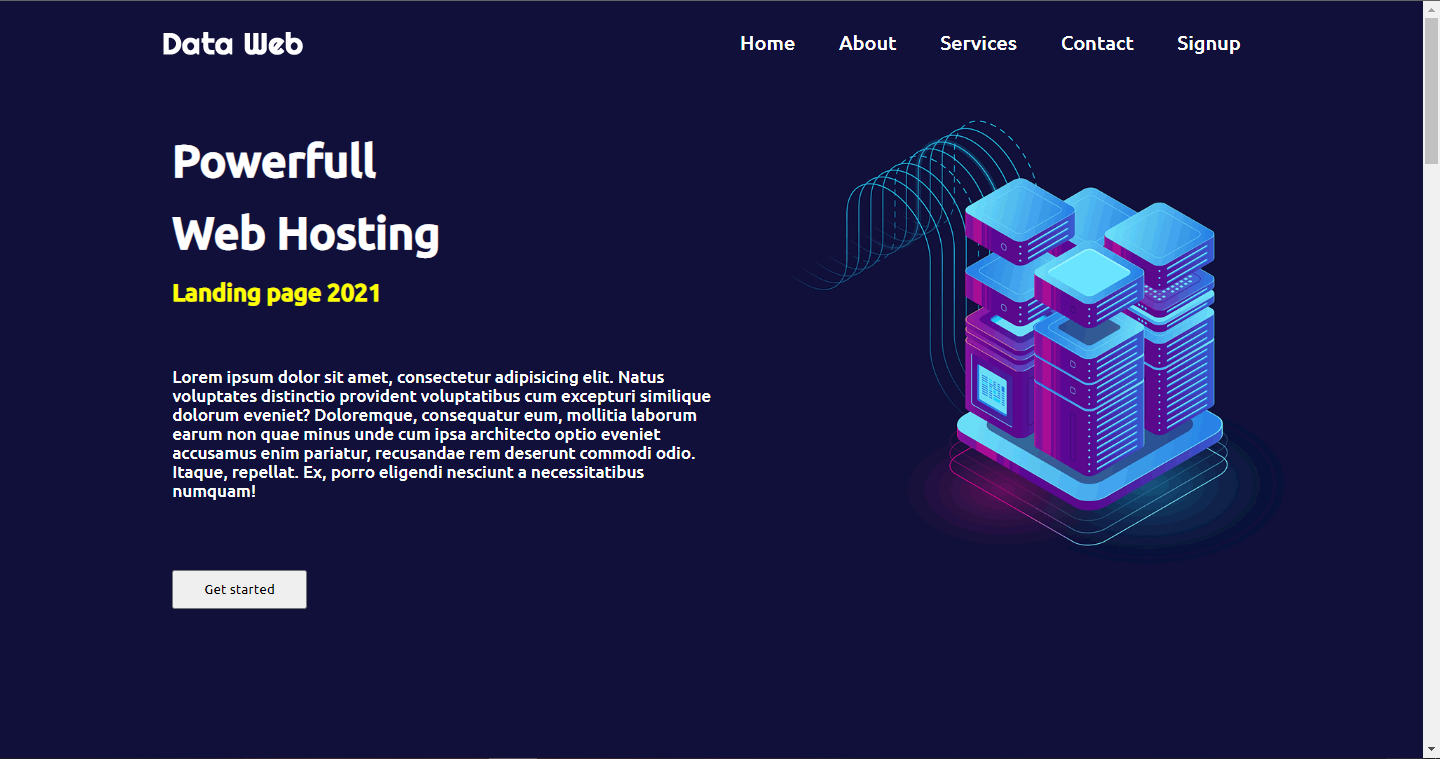 Data Web
Home About Services Contact Signup
Powerfull
Web Hosting
Landing page 2021
Lorem ipsum dolor sit amet, consectetur adipisicing elit. Natus
voluptates distinctio provident voluptatibus cum excepturi similique
dolorum eveniet? Doloremque, consequatur eum, mollitia laborum
earum non quae minus unde cum ipsa architecto optio eveniet
accusamus enim pariatur, recusandae rem deserunt commodi odio.
Itaque, repellat. Ex, porro eligendi nesciunt a necessitatibus
numquam!
Get started